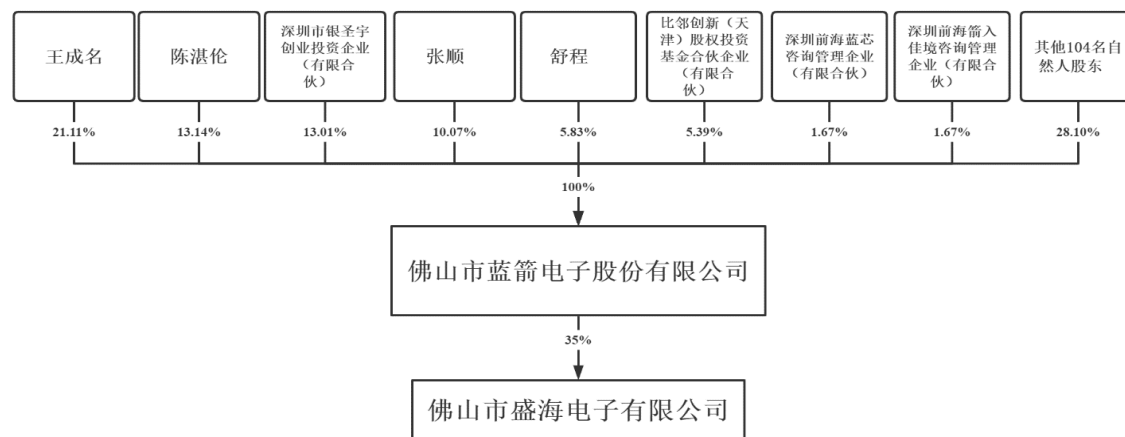 王成名
陈湛伦
深圳市银圣宇
创业投资企业
（有限合
伙）
张顺
舒程
比邻创新（天
津）股权投资
基金合伙企业
（有限合
伙）
深圳前海蓝芯
咨询管理企业
（有限合伙）
深圳前海箭入
佳境咨询管理
企业（有限合
伙）
其他104名自
然人股东
21.11%
13.14%
13.01%
10.07%
5.83%
5.39%
1.67%
1.67%
28.10%
100%
佛山市蓝箭电子股份有限公司
35%
佛山市盛海电子有限公司